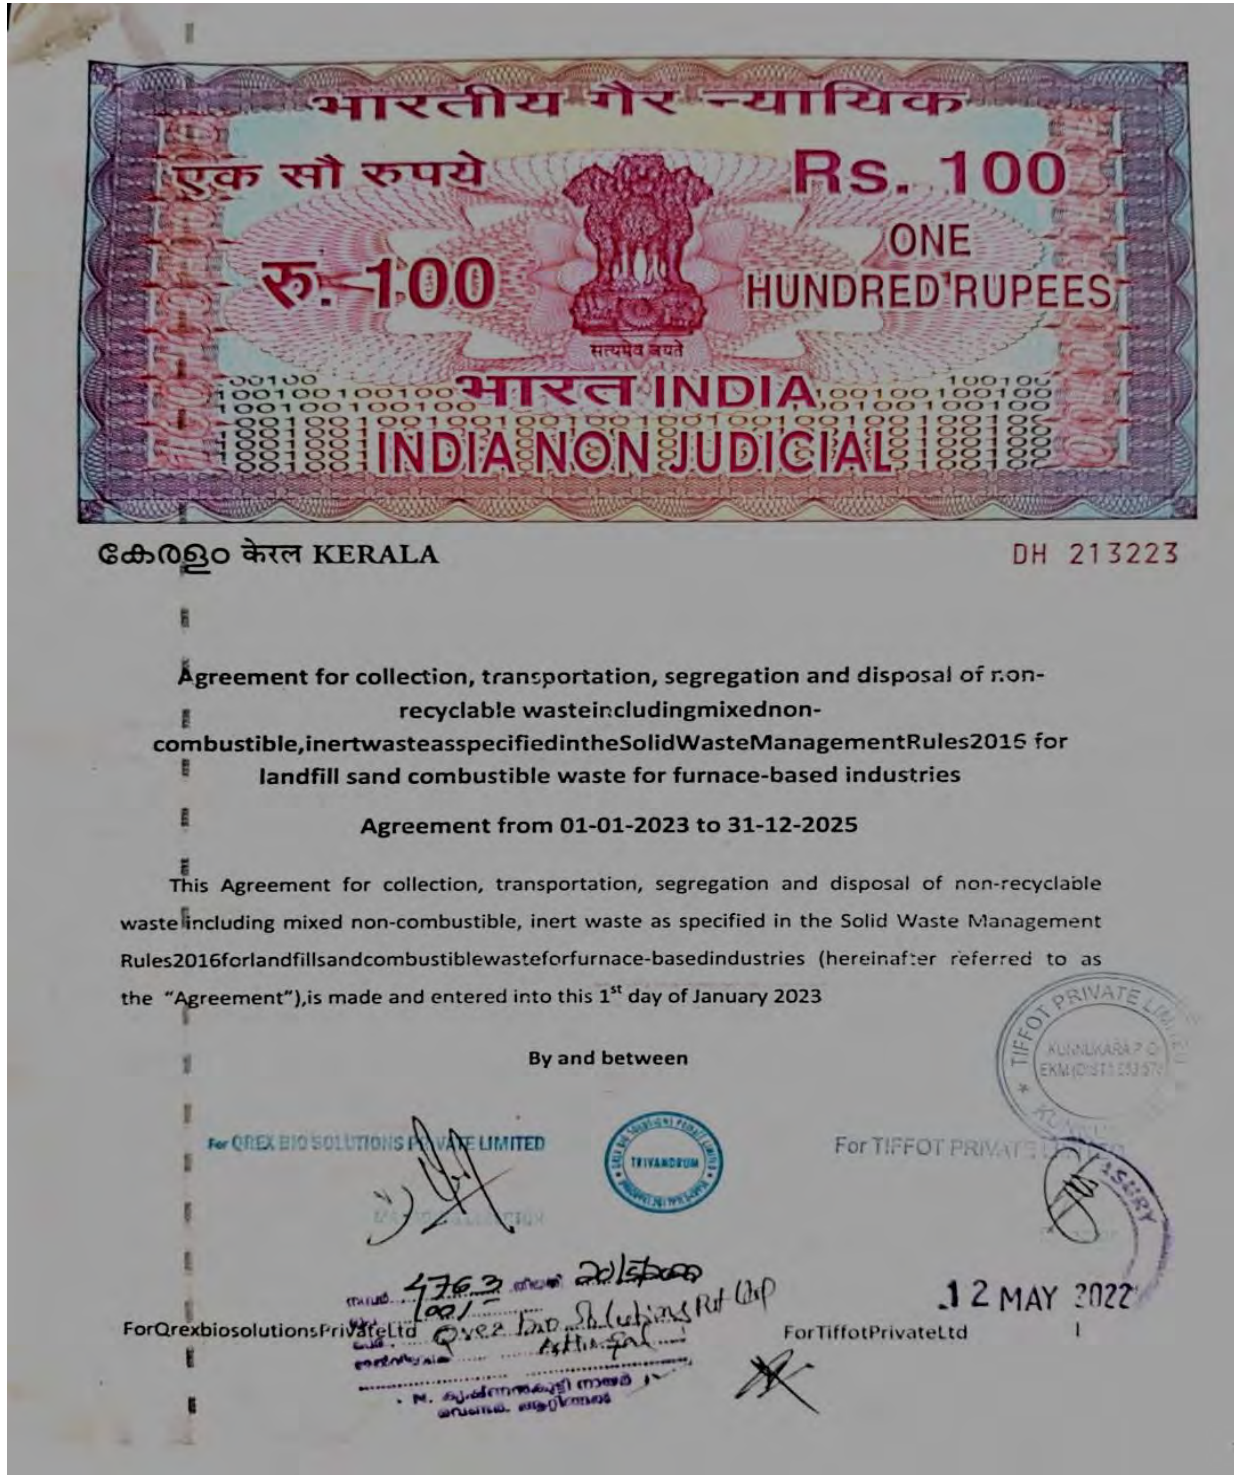 भारतीय गैर न्यायिक
एक सौ रुपये
Rs. 100
रु. 100
ONE
HUNDRED RUPEES
सत्यमेव जयते
भारत INDIA
INDIA NON JUDICIAL
കേരളം केरल KERALA
DH 213223
Agreement for collection, transportation, segregation and disposal of non-
recyclable wasteincludingmixednon-
combustible,inertwasteasspecifiedintheSolidWasteManagementRules2016 for
landfill sand combustible waste for furnace-based industries
Agreement from 01-01-2023 to 31-12-2025
This Agreement for collection, transportation, segregation and disposal of non-recyclable
waste including mixed non-combustible, inert waste as specified in the Solid Waste Management
Rules2016forlandfillsandcombustiblewasteforfurnace-basedindustries (hereinafter referred to as
the “Agreement”),is made and entered into this 1st day of January 2023
TIFFOT PRIVATE LIMITED
KUNNUKARA P.O
By and between
For QREX BIO SOLUTIONS PRIVATE LIMITED
TRIVANDRUM
For TIFFOT PRIVATE LIMITED
4763
12 MAY 2022
ForQrexbiosolutionsPrivateLtd
ForTiffotPrivateLtd